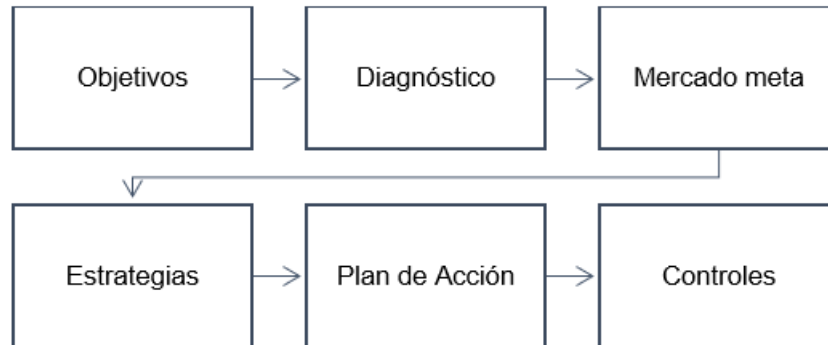 Objetivos
Diagnóstico
Mercado meta
Estrategias
Plan de Acción
Controles